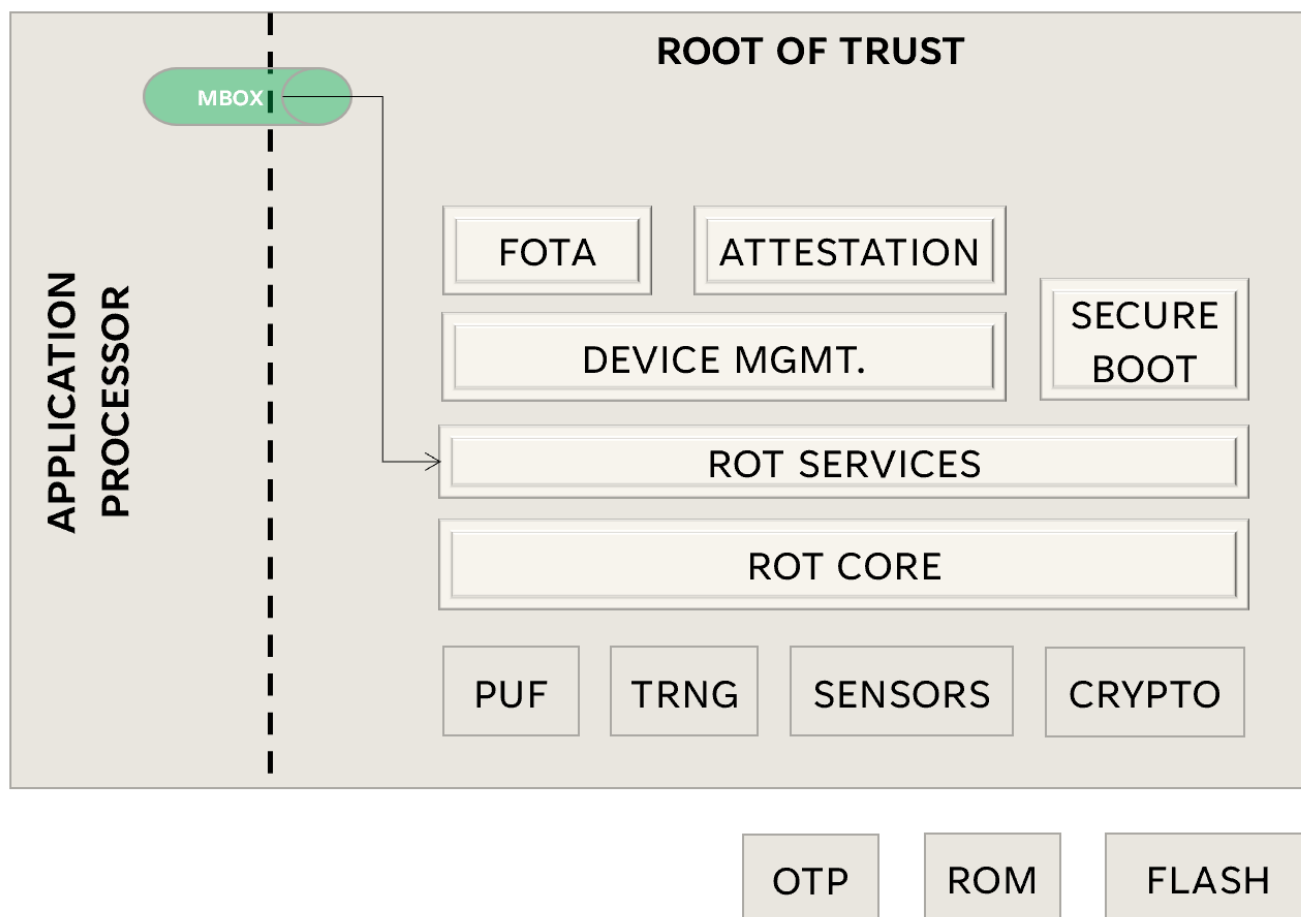 ROOT OF TRUST
MBOX
APPLICATION
PROCESSOR
FOTA
ATTESTATION
SECURE
BOOT
DEVICE MGMT.
ROT SERVICES
ROT CORE
PUF
TRNG
SENSORS
CRYPTO
OTP
ROM
FLASH